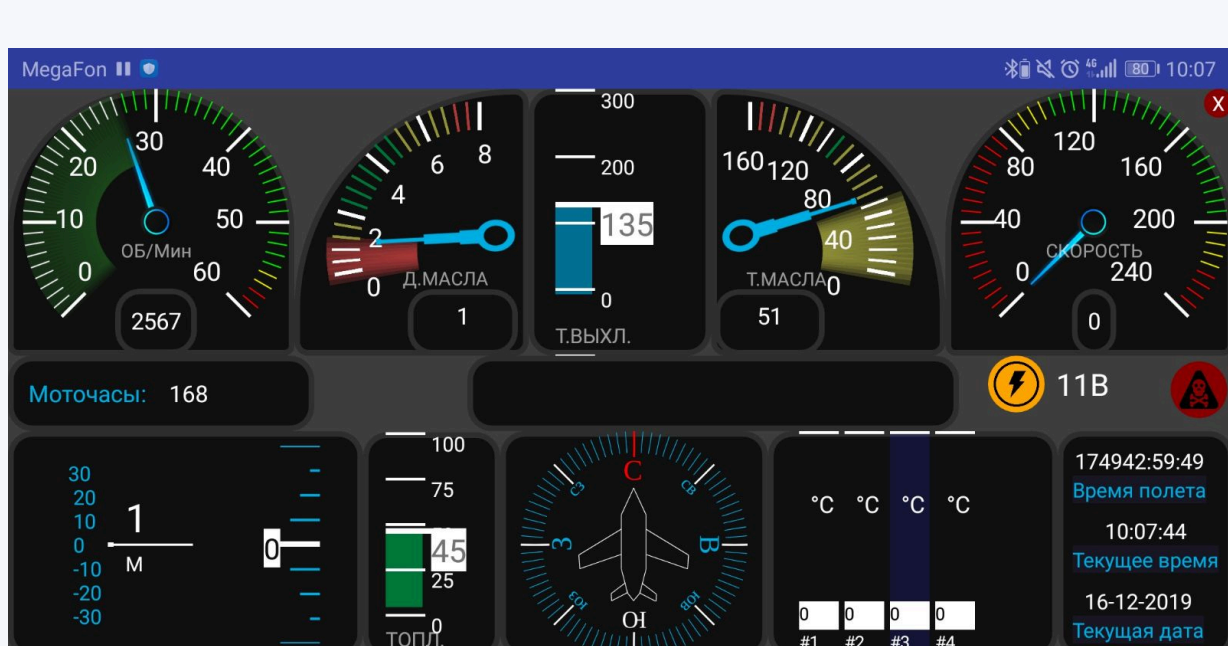 MegaFon 4G 80 10:07
20 30 40
10 50
0 60
ОБ/Мин
2567
0 2 4 6 8
Д.МАСЛА
1
300
200
135
0
Т.ВЫХЛ.
160 120 80 40 0
Т.МАСЛА
51
X
80 120 160
40 200
0 240
СКОРОСТЬ
0
Моточасы: 168
11В
30
20
10
0
-10
-20
-30
1
М
0
100
75
45
25
0
ТОПЛ.
С
СЗ СВ
З В
ЮЗ ЮВ
Ю
°C °C °C °C
0 0 0 0
#1 #2 #3 #4
174942:59:49
Время полета
10:07:44
Текущее время
16-12-2019
Текущая дата